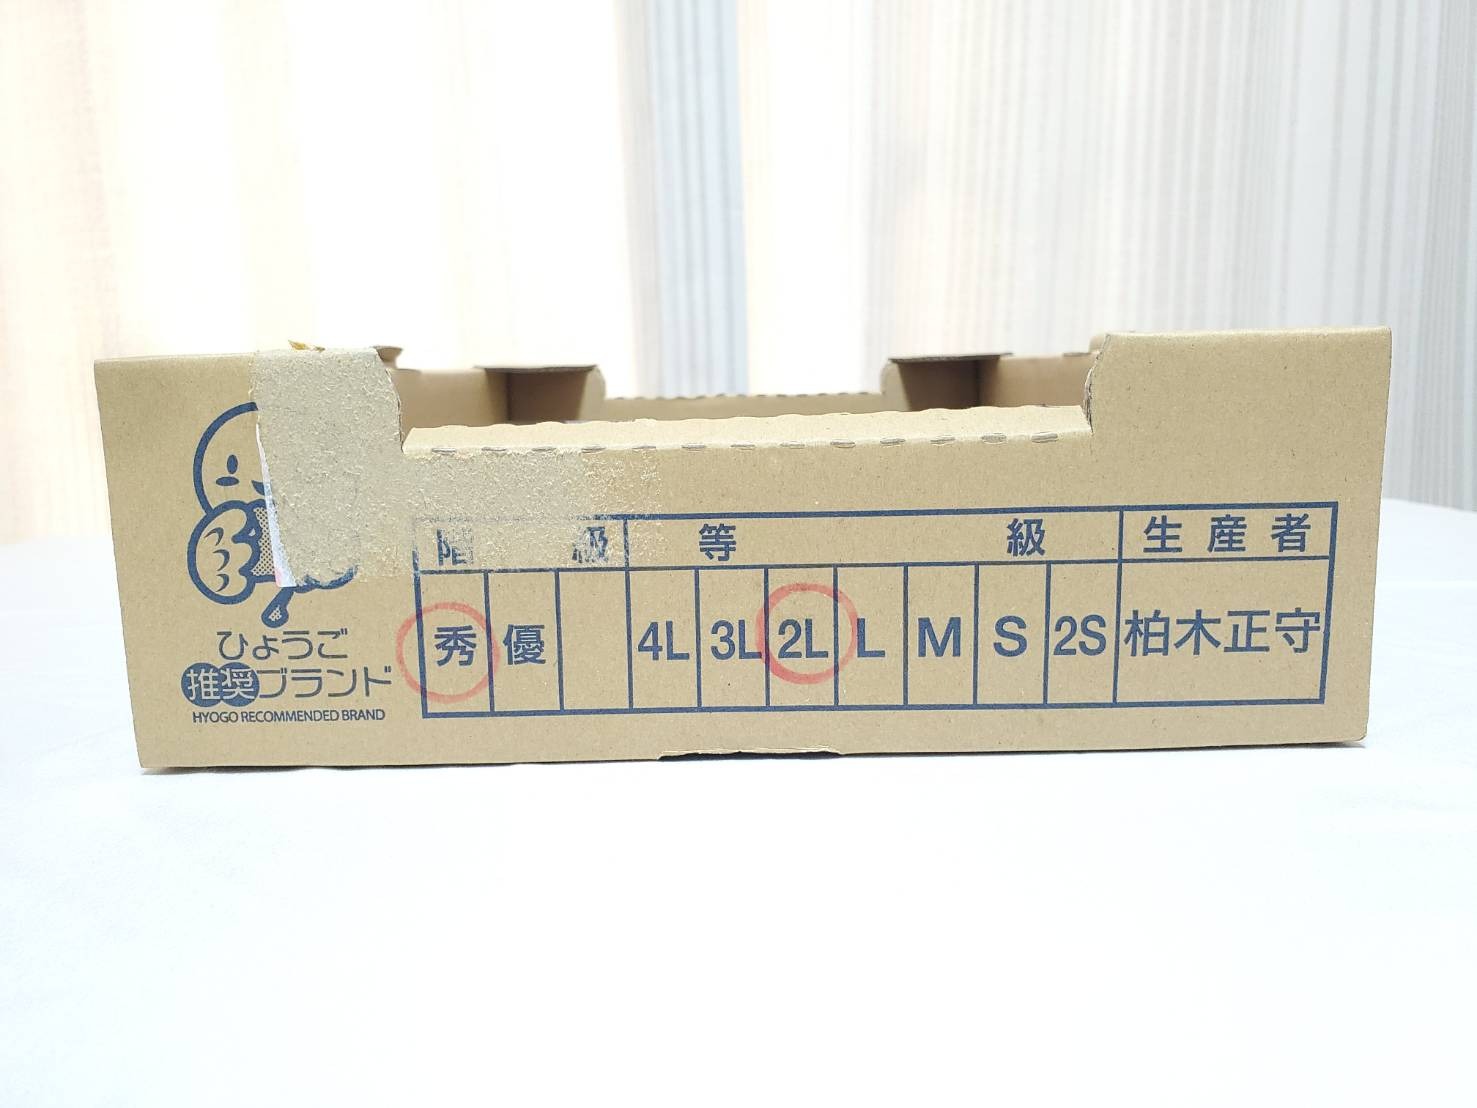 ひょうご
推奨ブランド
HYOGO RECOMMENDED BRAND
階級 等級 生産者
秀 優 4L 3L 2L L M S 2S 柏木正守